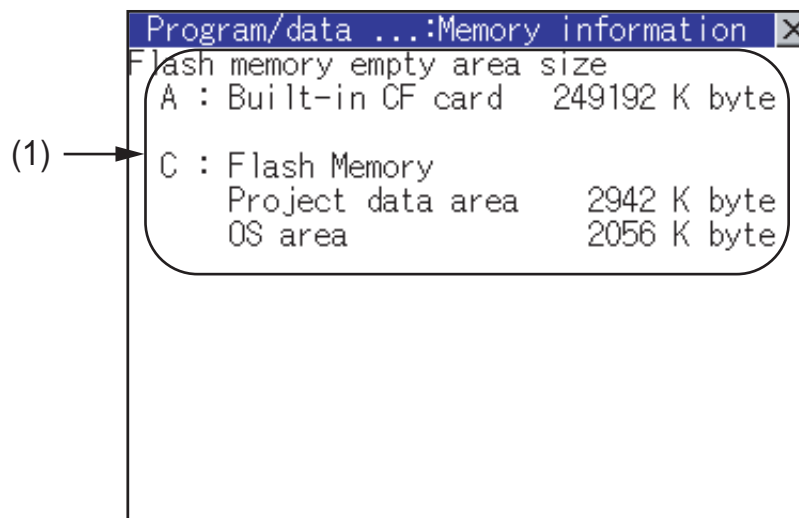 Program/data ...:Memory information
Flash memory empty area size
A : Built-in CF card 249192 K byte
(1)
C : Flash Memory
Project data area 2942 K byte
OS area 2056 K byte